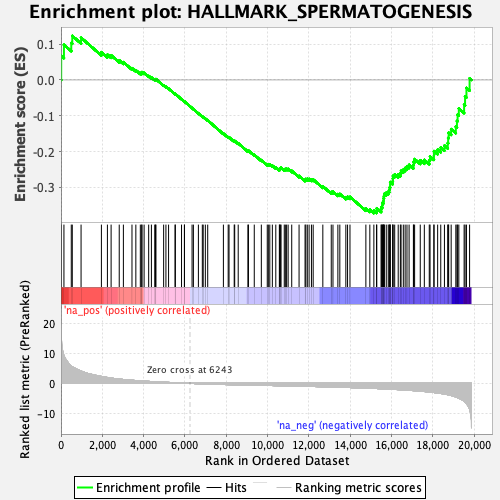 Enrichment plot: HALLMARK_SPERMATOGENESIS
Enrichment score (ES)
0.1
0.0
-0.1
-0.2
-0.3
'na_pos' (positively correlated)
Ranked list metric (PreRanked)
20
10
0
-10
Zero cross at 6243
'na_neg' (negatively correlated)
0
2,000
4,000
6,000
8,000
10,000
12,000
14,000
16,000
18,000
20,000
Rank in Ordered Dataset
Enrichment profile
Hits
Ranking metric scores